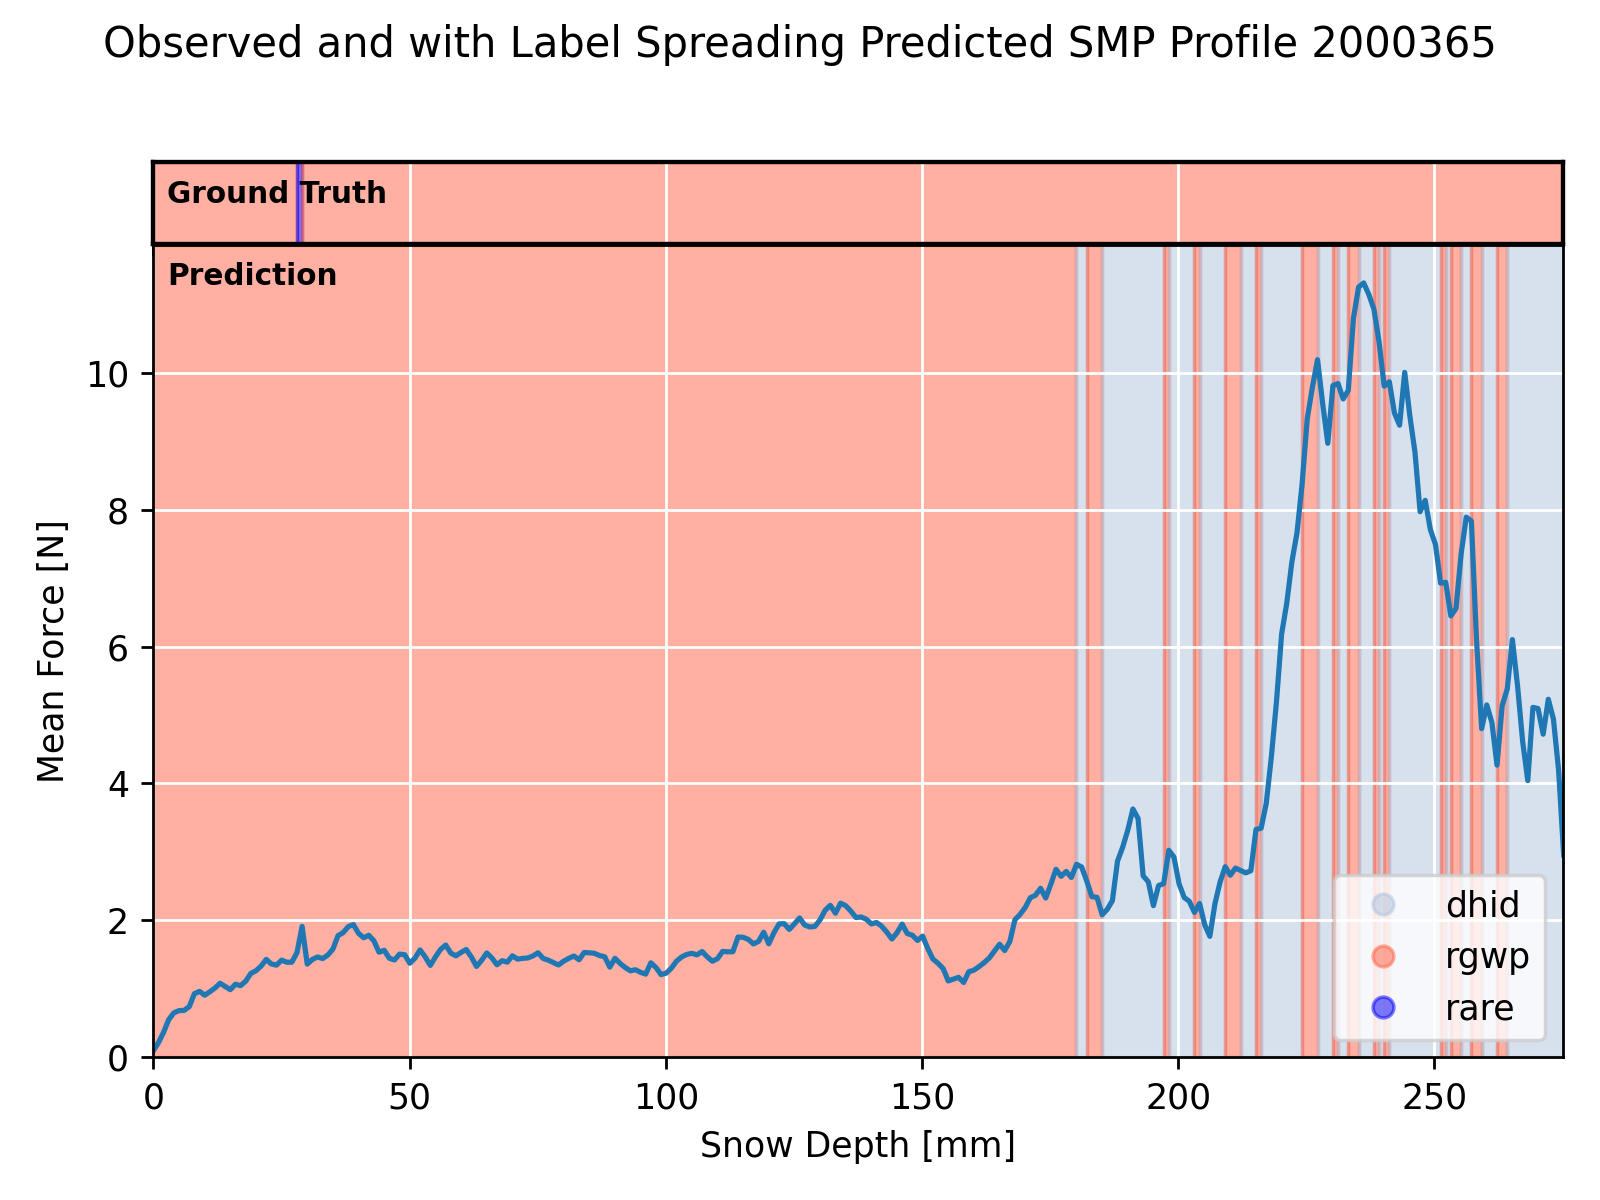 Observed and with Label Spreading Predicted SMP Profile 2000365
Ground Truth
Prediction
10
8
6
4
2
0
Mean Force [N]
dhid
rgwp
rare
0 50 100 150 200 250
Snow Depth [mm]